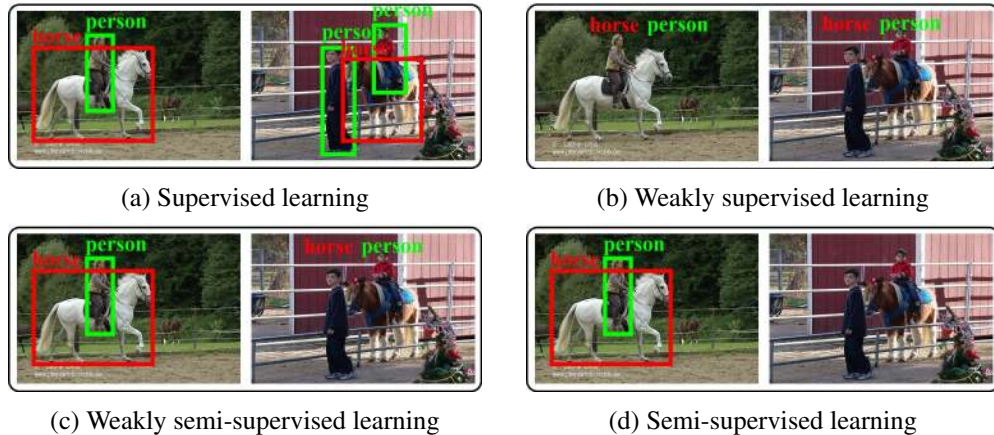 person
horse
person
person
horse
horse person
horse person
(a) Supervised learning
(b) Weakly supervised learning
person
horse
horse person
person
horse
(c) Weakly semi-supervised learning
(d) Semi-supervised learning